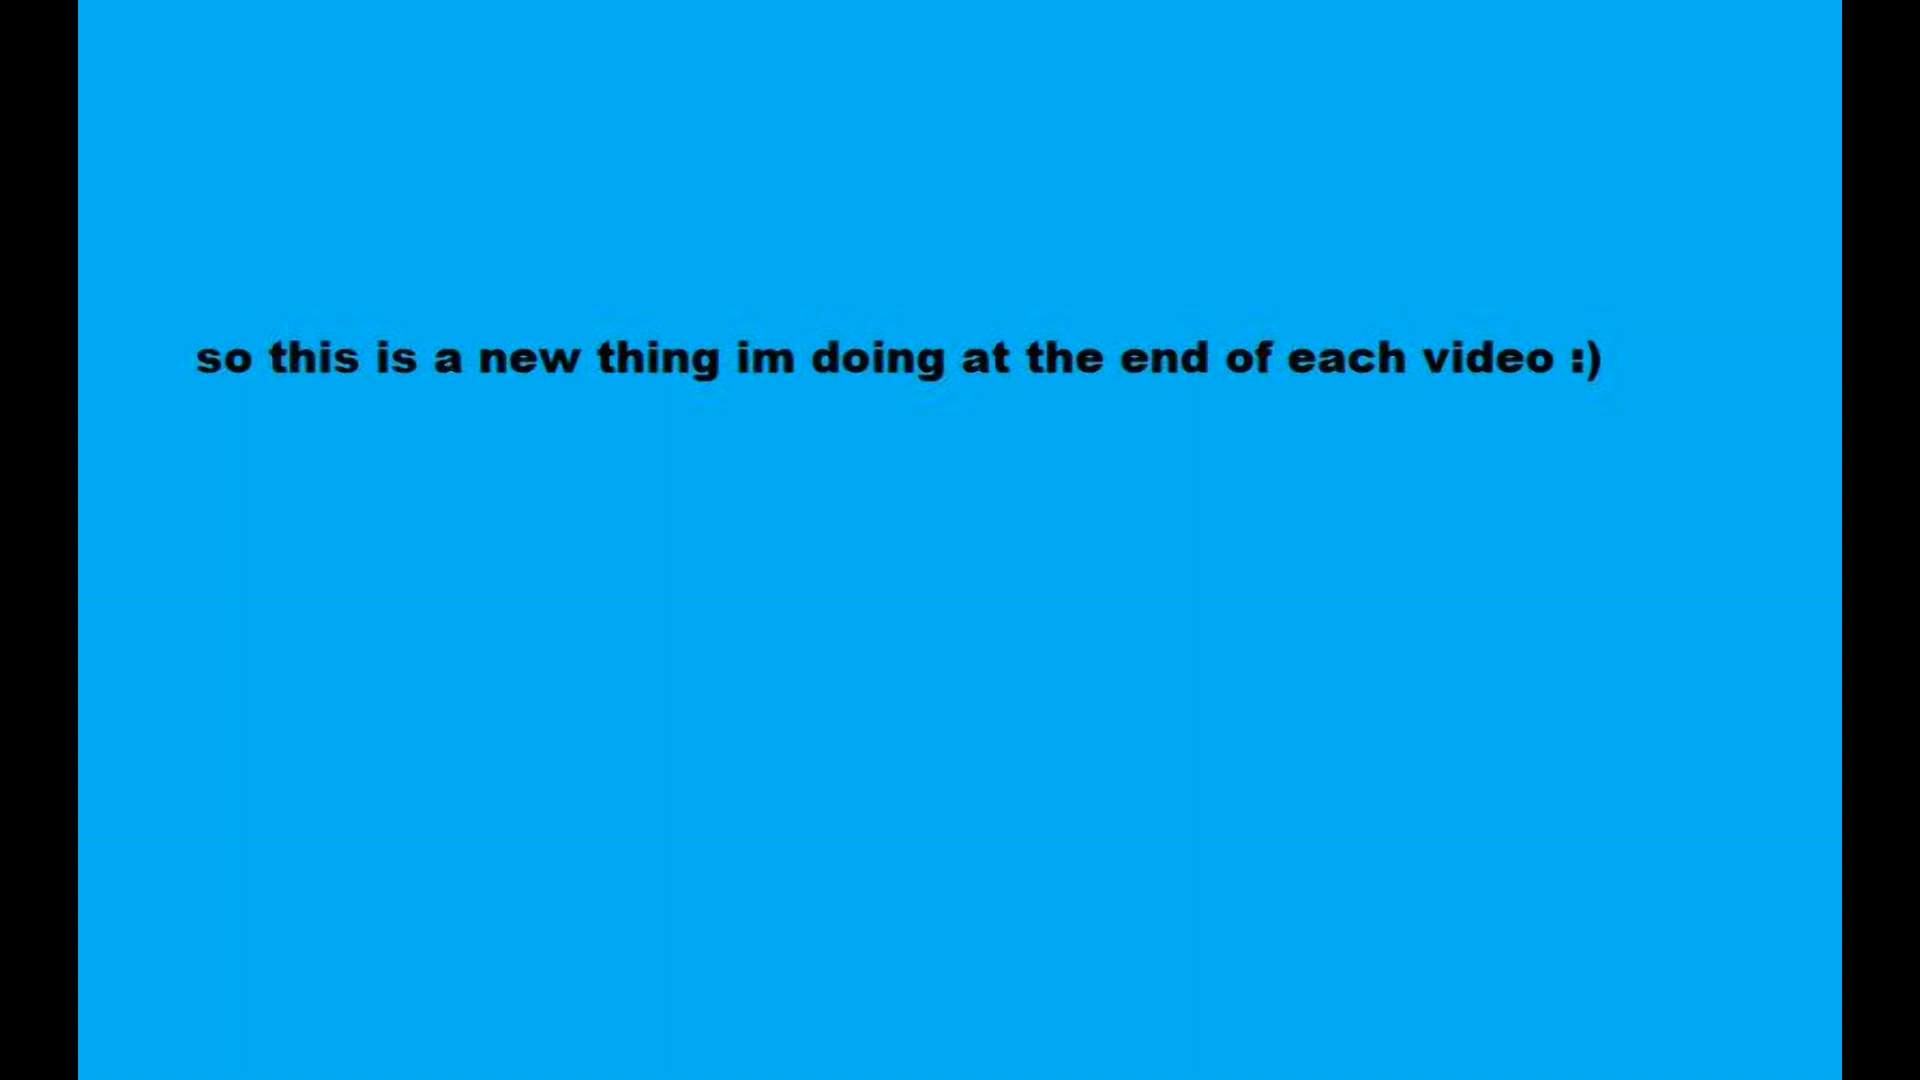 so this is a new thing im doing at the end of each video :)